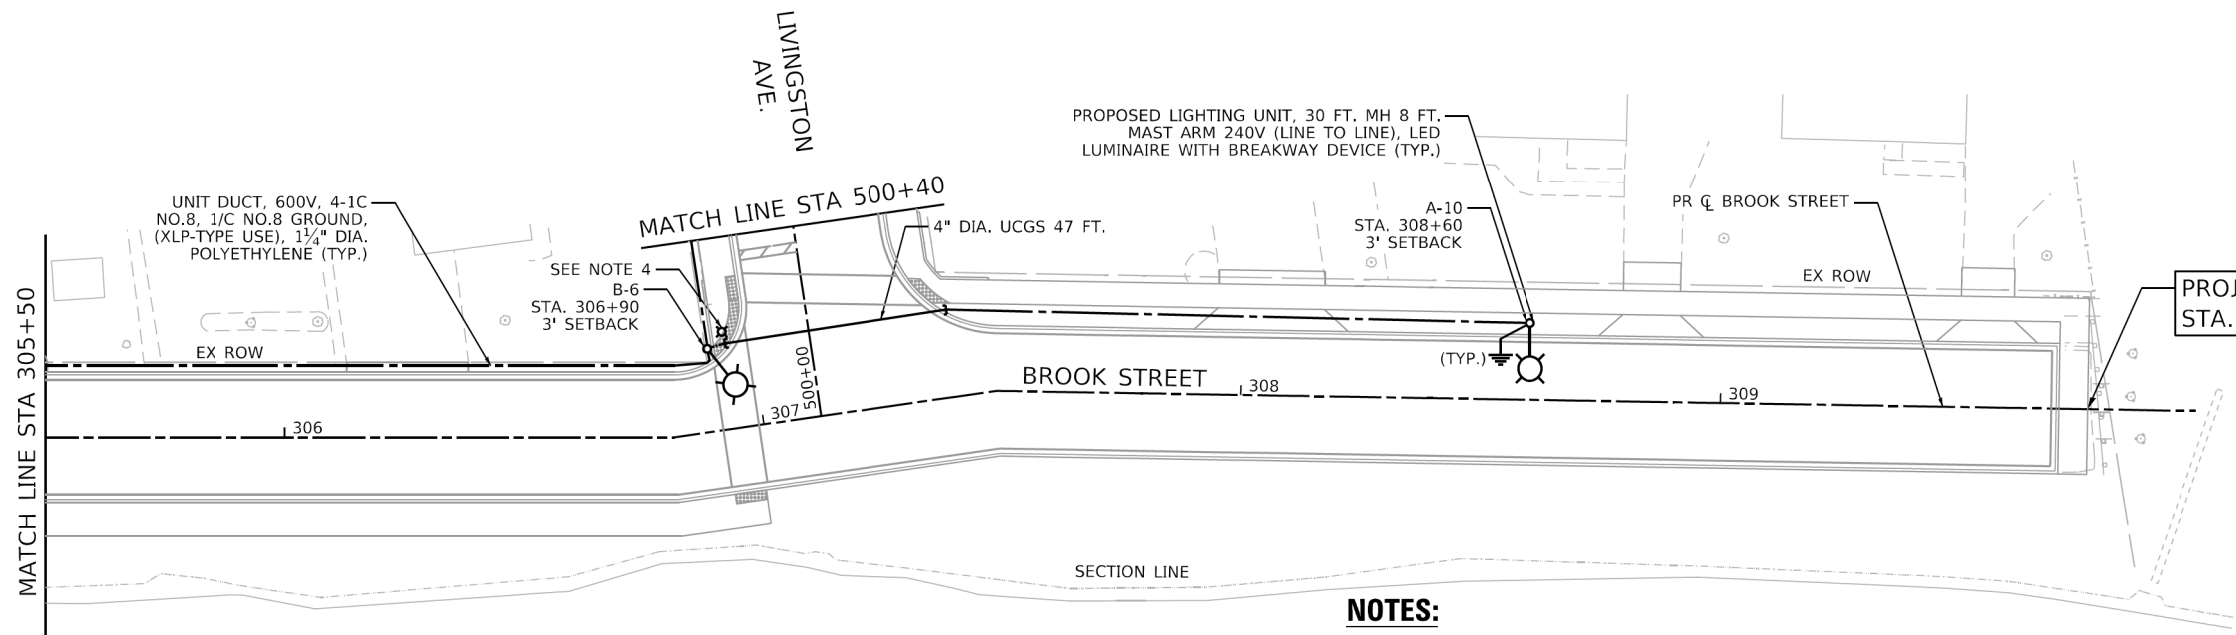 LIVINGSTON
AVE.
PROPOSED LIGHTING UNIT, 30 FT. MH 8 FT.
MAST ARM 240V (LINE TO LINE), LED
LUMINAIRE WITH BREAKWAY DEVICE (TYP.)
UNIT DUCT, 600V, 4-1C
NO.8, 1/C NO.8 GROUND,
(XLP-TYPE USE), 1¼" DIA.
POLYETHYLENE (TYP.)
MATCH LINE STA 500+40
4" DIA. UCGS 47 FT.
A-10
STA. 308+60
3' SETBACK
PR ℄ BROOK STREET
SEE NOTE 4
B-6
STA. 306+90
3' SETBACK
EX ROW
PROJ
STA.
EX ROW
(TYP.)
MATCH LINE STA 305+50
500+00
BROOK STREET
306
307
308
309
SECTION LINE
NOTES: